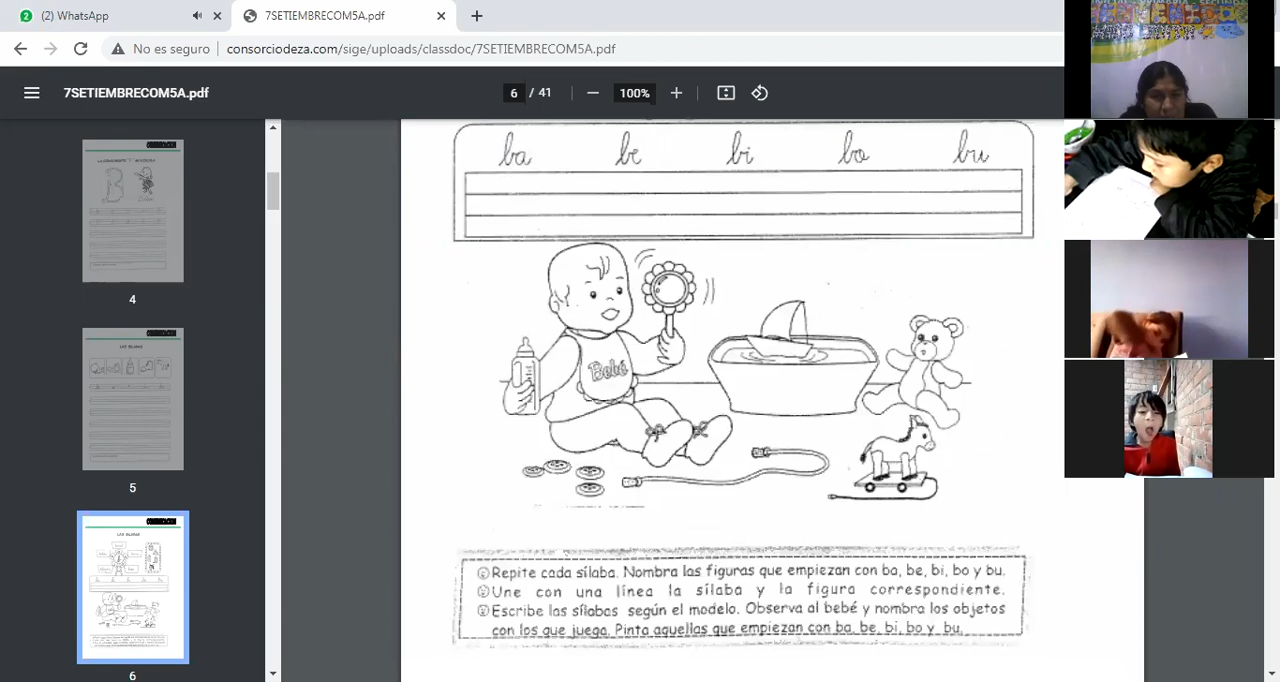 (2) WhatsApp
7SETIEMBRECOM5A.pdf
No es seguro
consorciodeza.com/sige/uploads/classdoc/7SETIEMBRECOM5A.pdf
7SETIEMBRECOM5A.pdf
6 / 41
100%
ba be bi bo bu
Bebé
Repite cada sílaba. Nombra las figuras que empiezan con ba, be, bi, bo y bu.
Une con una línea la sílaba y la figura correspondiente.
Escribe las sílabas según el modelo. Observa al bebé y nombra los objetos
con los que juega. Pinta aquellas que empiezan con ba, be, bi, bo y bu.
4
LAS SILABAS
5
LAS SILABAS
6